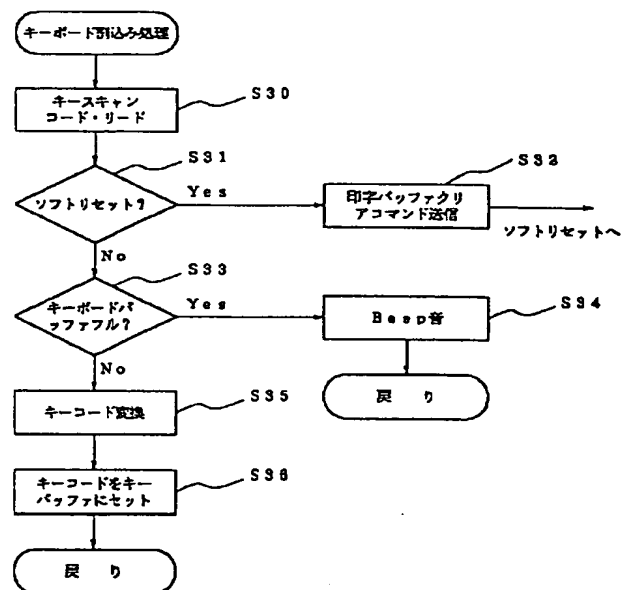 キーボード割込み処理
キースキャン
コード・リード
S30
ソフトリセット?
S31
Yes
印字バッファクリ
アコマンド送信
S32
ソフトリセットへ
No
キーボードバ
ッファフル?
S33
Yes
Beep音
S34
戻 り
No
キーコード変換
S35
キーコードをキー
バッファにセット
S36
戻 り